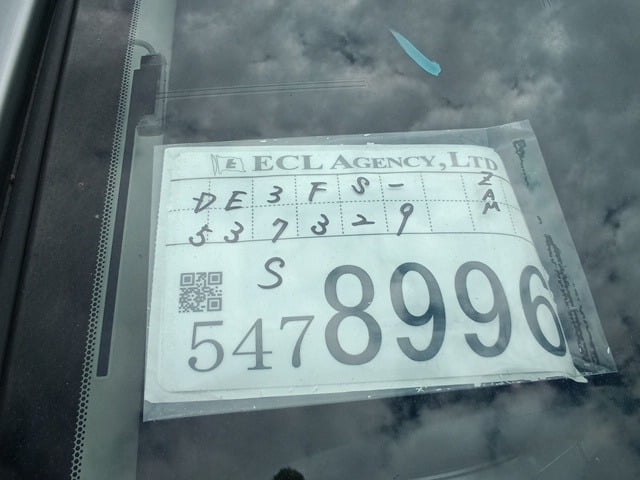 ECL AGENCY, LTD
DE3FS- ZAM
537329
S
5478996